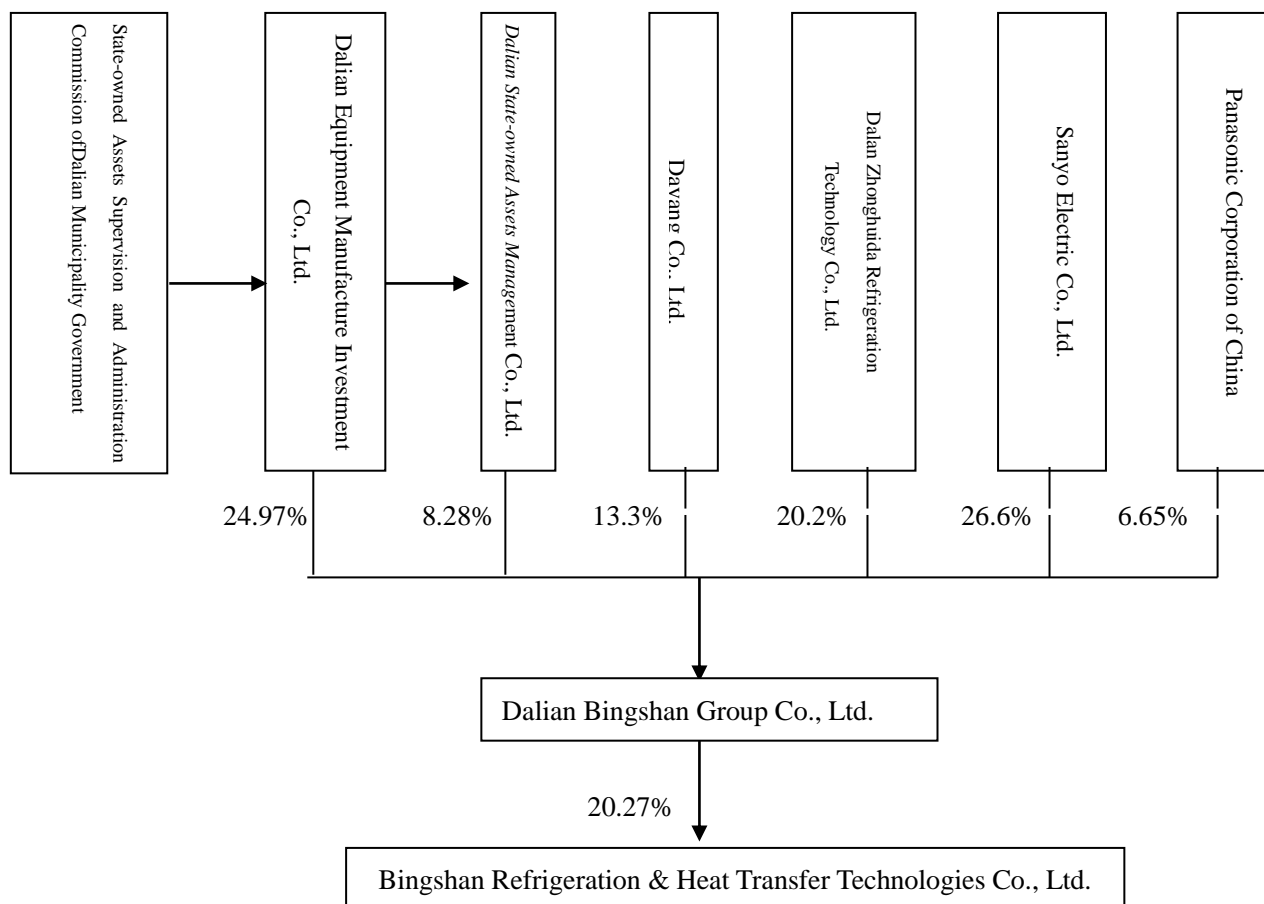 State-owned Assets Supervision and Administration
Commission ofDalian Municipality Government
Dalian Equipment Manufacture Investment
Co., Ltd.
Dalian State-owned Assets Management Co., Ltd.
Davang Co., Ltd.
Dalan Zhonghuida Refrigeration
Technology Co., Ltd.
Sanyo Electric Co., Ltd.
Panasonic Corporation of China
24.97%
8.28%
13.3%
20.2%
26.6%
6.65%
Dalian Bingshan Group Co., Ltd.
20.27%
Bingshan Refrigeration & Heat Transfer Technologies Co., Ltd.